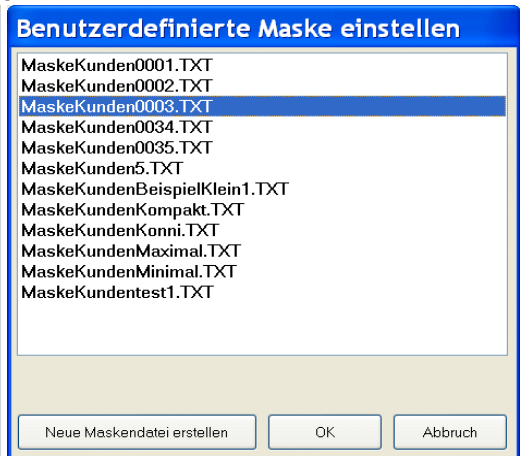 Benutzerdefinierte Maske einstellen
MaskeKunden0001.TXT
MaskeKunden0002.TXT
MaskeKunden0003.TXT
MaskeKunden0034.TXT
MaskeKunden0035.TXT
MaskeKunden5.TXT
MaskeKundenBeispielKlein1.TXT
MaskeKundenKompakt.TXT
MaskeKundenKonni.TXT
MaskeKundenMaximal.TXT
MaskeKundenMinimal.TXT
MaskeKundentest1.TXT
Neue Maskendatei erstellen OK Abbruch